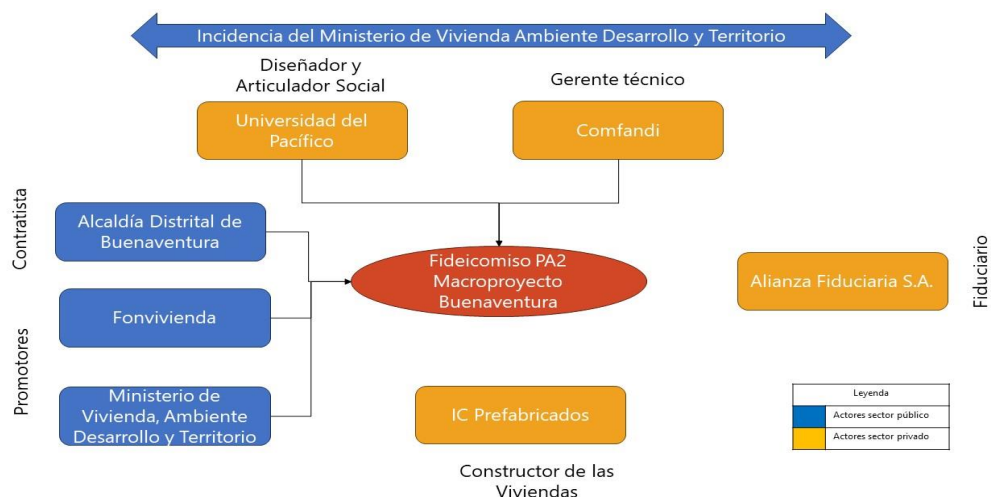 Incidencia del Ministerio de Vivienda Ambiente Desarrollo y Territorio
Diseñador y
Articulador Social
Gerente técnico
Universidad del
Pacífico
Comfandi
Contratista
Alcaldía Distrital de
Buenaventura
Fideicomiso PA2
Macroproyecto
Buenaventura
Alianza Fiduciaria S.A.
Fiduciario
Fonvivienda
Promotores
Ministerio de
Vivienda, Ambiente
Desarrollo y Territorio
IC Prefabricados
Constructor de las
Viviendas
Leyenda
Actores sector público
Actores sector privado